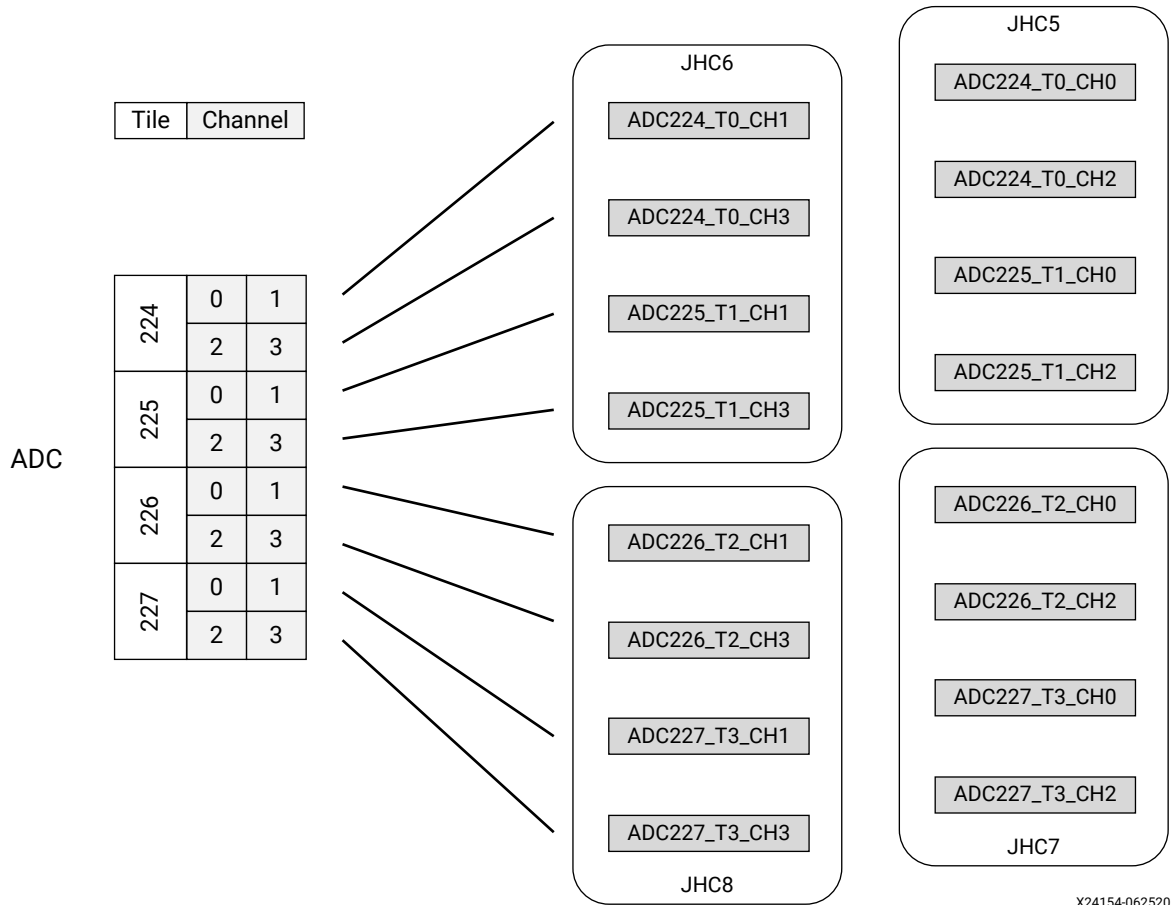 Tile Channel
ADC
224
0 1
2 3
225
0 1
2 3
226
0 1
2 3
227
0 1
2 3
JHC6
ADC224_T0_CH1
ADC224_T0_CH3
ADC225_T1_CH1
ADC225_T1_CH3
ADC226_T2_CH1
ADC226_T2_CH3
ADC227_T3_CH1
ADC227_T3_CH3
JHC8
JHC5
ADC224_T0_CH0
ADC224_T0_CH2
ADC225_T1_CH0
ADC225_T1_CH2
ADC226_T2_CH0
ADC226_T2_CH2
ADC227_T3_CH0
ADC227_T3_CH2
JHC7
X24154-062520